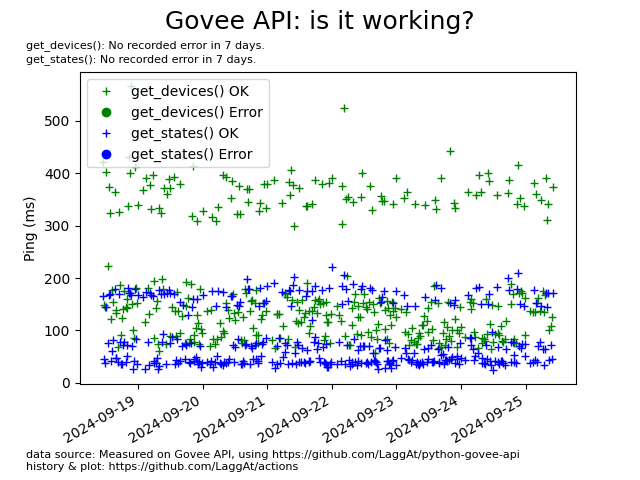 Govee API: is it working?
get_devices(): No recorded error in 7 days.
get_states(): No recorded error in 7 days.
get_devices() OK
get_devices() Error
get_states() OK
get_states() Error
Ping (ms)
500
400
300
200
100
0
2024-09-19
2024-09-20
2024-09-21
2024-09-22
2024-09-23
2024-09-24
2024-09-25
data source: Measured on Govee API, using https://github.com/LaggAt/python-govee-api
history & plot: https://github.com/LaggAt/actions